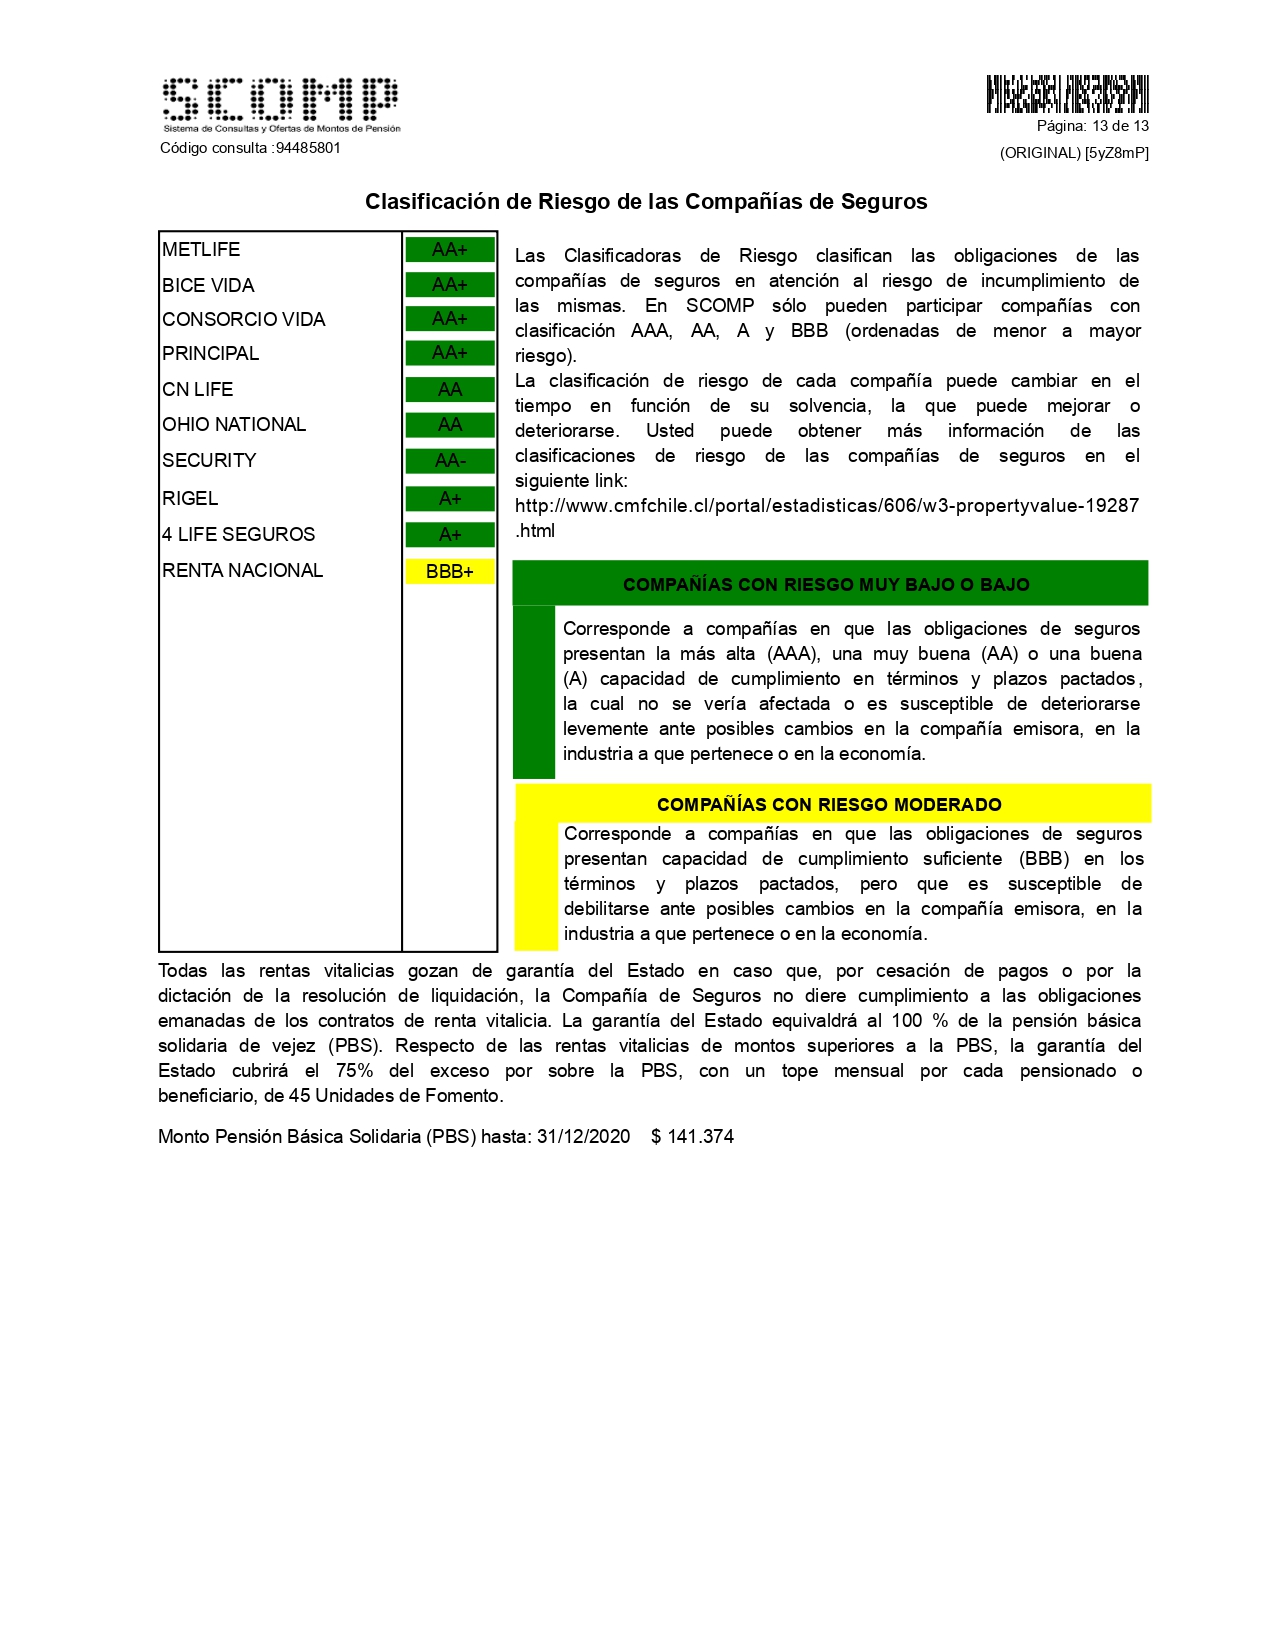 SCOMP
Sistema de Consultas y Ofertas de Montos de Pensión
Código consulta :94485801
Página: 13 de 13
(ORIGINAL) [5yZ8mP]
Clasificación de Riesgo de las Compañías de Seguros
METLIFE AA+
BICE VIDA AA+
CONSORCIO VIDA AA+
PRINCIPAL AA+
CN LIFE AA
OHIO NATIONAL AA
SECURITY AA-
RIGEL A+
4 LIFE SEGUROS A+
RENTA NACIONAL BBB+
Las Clasificadoras de Riesgo clasifican las obligaciones de las
compañías de seguros en atención al riesgo de incumplimiento de
las mismas. En SCOMP sólo pueden participar compañías con
clasificación AAA, AA, A y BBB (ordenadas de menor a mayor
riesgo).
La clasificación de riesgo de cada compañía puede cambiar en el
tiempo en función de su solvencia, la que puede mejorar o
deteriorarse. Usted puede obtener más información de las
clasificaciones de riesgo de las compañías de seguros en el
siguiente link:
http://www.cmfchile.cl/portal/estadisticas/606/w3-propertyvalue-19287
.html
COMPAÑÍAS CON RIESGO MUY BAJO O BAJO
Corresponde a compañías en que las obligaciones de seguros
presentan la más alta (AAA), una muy buena (AA) o una buena
(A) capacidad de cumplimiento en términos y plazos pactados,
la cual no se vería afectada o es susceptible de deteriorarse
levemente ante posibles cambios en la compañía emisora, en la
industria a que pertenece o en la economía.
COMPAÑÍAS CON RIESGO MODERADO
Corresponde a compañías en que las obligaciones de seguros
presentan capacidad de cumplimiento suficiente (BBB) en los
términos y plazos pactados, pero que es susceptible de
debilitarse ante posibles cambios en la compañía emisora, en la
industria a que pertenece o en la economía.
Todas las rentas vitalicias gozan de garantía del Estado en caso que, por cesación de pagos o por la
dictación de la resolución de liquidación, la Compañía de Seguros no diere cumplimiento a las obligaciones
emanadas de los contratos de renta vitalicia. La garantía del Estado equivaldrá al 100 % de la pensión básica
solidaria de vejez (PBS). Respecto de las rentas vitalicias de montos superiores a la PBS, la garantía del
Estado cubrirá el 75% del exceso por sobre la PBS, con un tope mensual por cada pensionado o
beneficiario, de 45 Unidades de Fomento.
Monto Pensión Básica Solidaria (PBS) hasta: 31/12/2020 $ 141.374